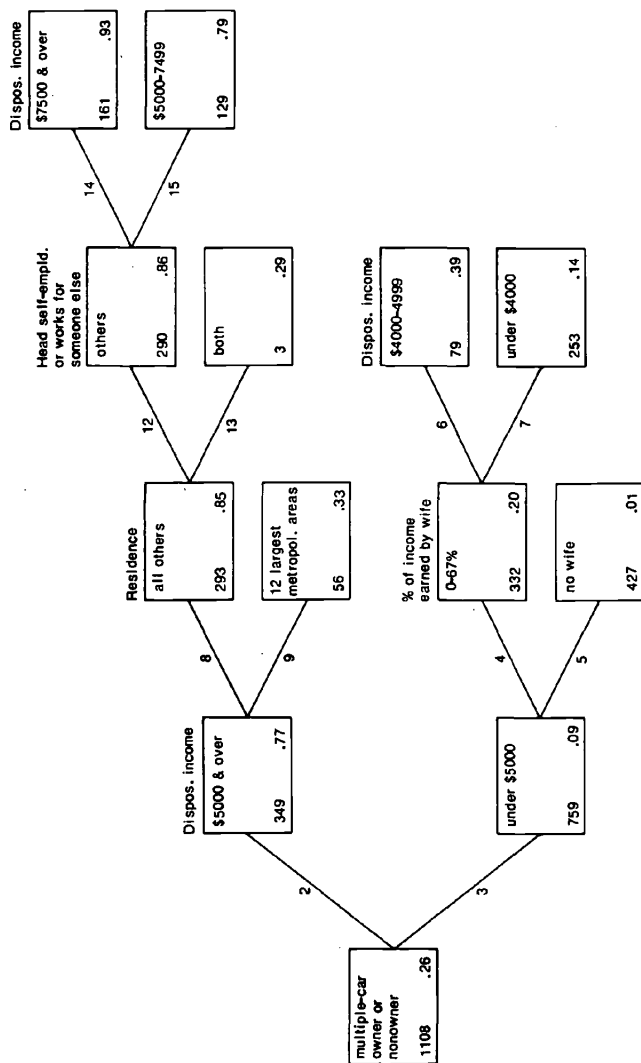 multiple-car
owner or
nonowner
1108 .26
2
3
Dispos. income
$5000 & over
349 .77
under $5000
759 .09
8
9
4
5
Residence
all others
293 .85
12 largest
metropol. areas
56 .33
% of income
earned by wife
0-67%
332 .20
no wife
427 .01
12
13
6
7
Head self-empld.
or works for
someone else
others
290 .86
both
3 .29
Dispos. income
$4000-4999
79 .39
under $4000
253 .14
14
15
Dispos. income
$7500 & over
161 .93
$5000-7499
129 .79